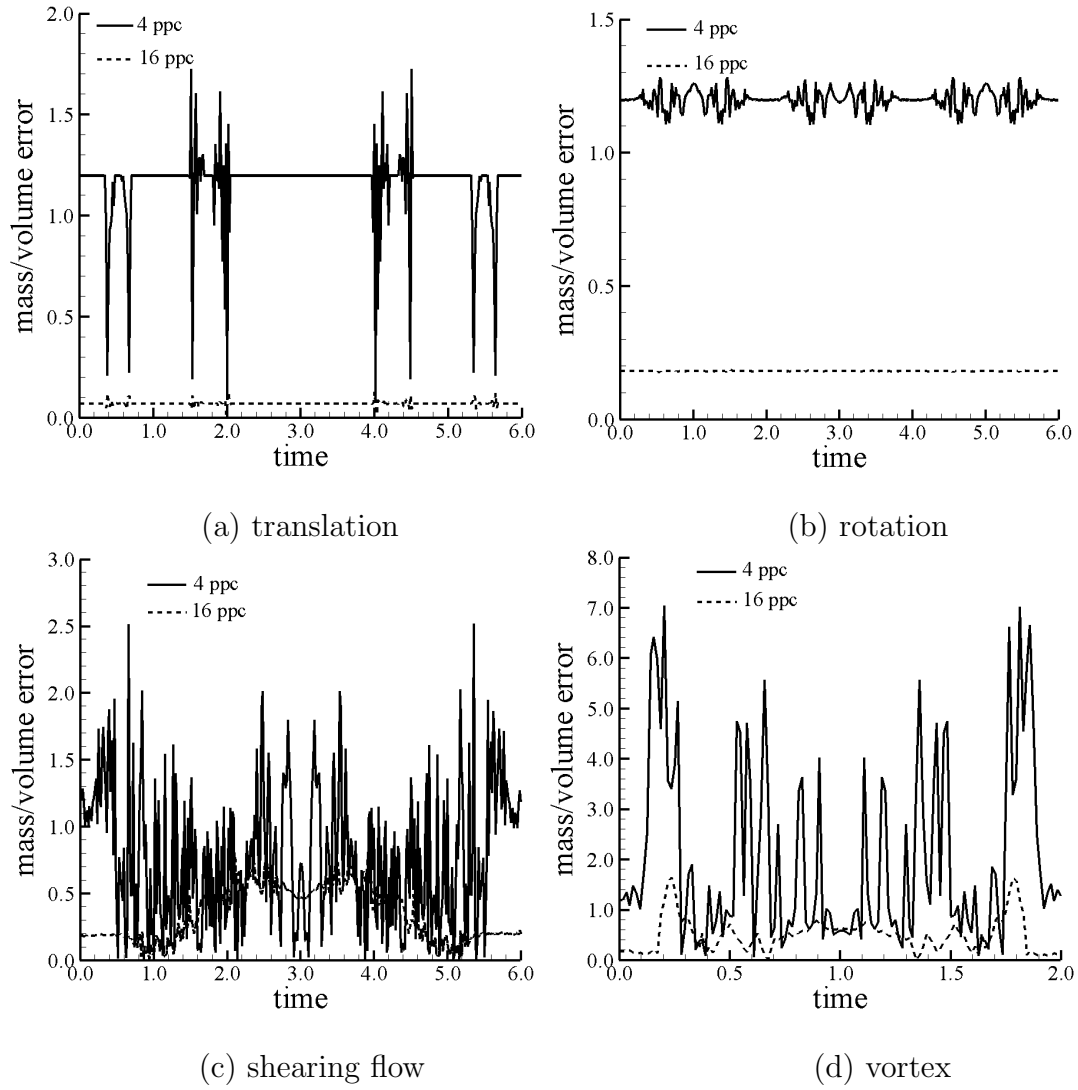 2.0
4 ppc
16 ppc
1.5
1.0
0.5
0.0
mass/volume error
0.0 1.0 2.0 3.0 4.0 5.0 6.0
time
(a) translation
1.5
4 ppc
16 ppc
1.0
0.5
0.0
mass/volume error
0.0 1.0 2.0 3.0 4.0 5.0 6.0
time
(b) rotation
3.0
4 ppc
16 ppc
2.5
2.0
1.5
1.0
0.5
0.0
mass/volume error
0.0 1.0 2.0 3.0 4.0 5.0 6.0
time
(c) shearing flow
8.0
4 ppc
16 ppc
7.0
6.0
5.0
4.0
3.0
2.0
1.0
0.0
mass/volume error
0.0 0.5 1.0 1.5 2.0
time
(d) vortex